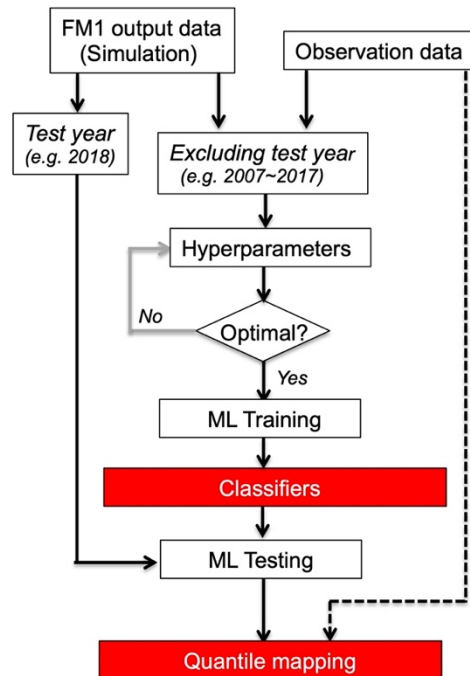 FM1 output data
(Simulation)
Observation data
Test year
(e.g. 2018)
Excluding test year
(e.g. 2007~2017)
Hyperparameters
No
Optimal?
Yes
ML Training
Classifiers
ML Testing
Quantile mapping